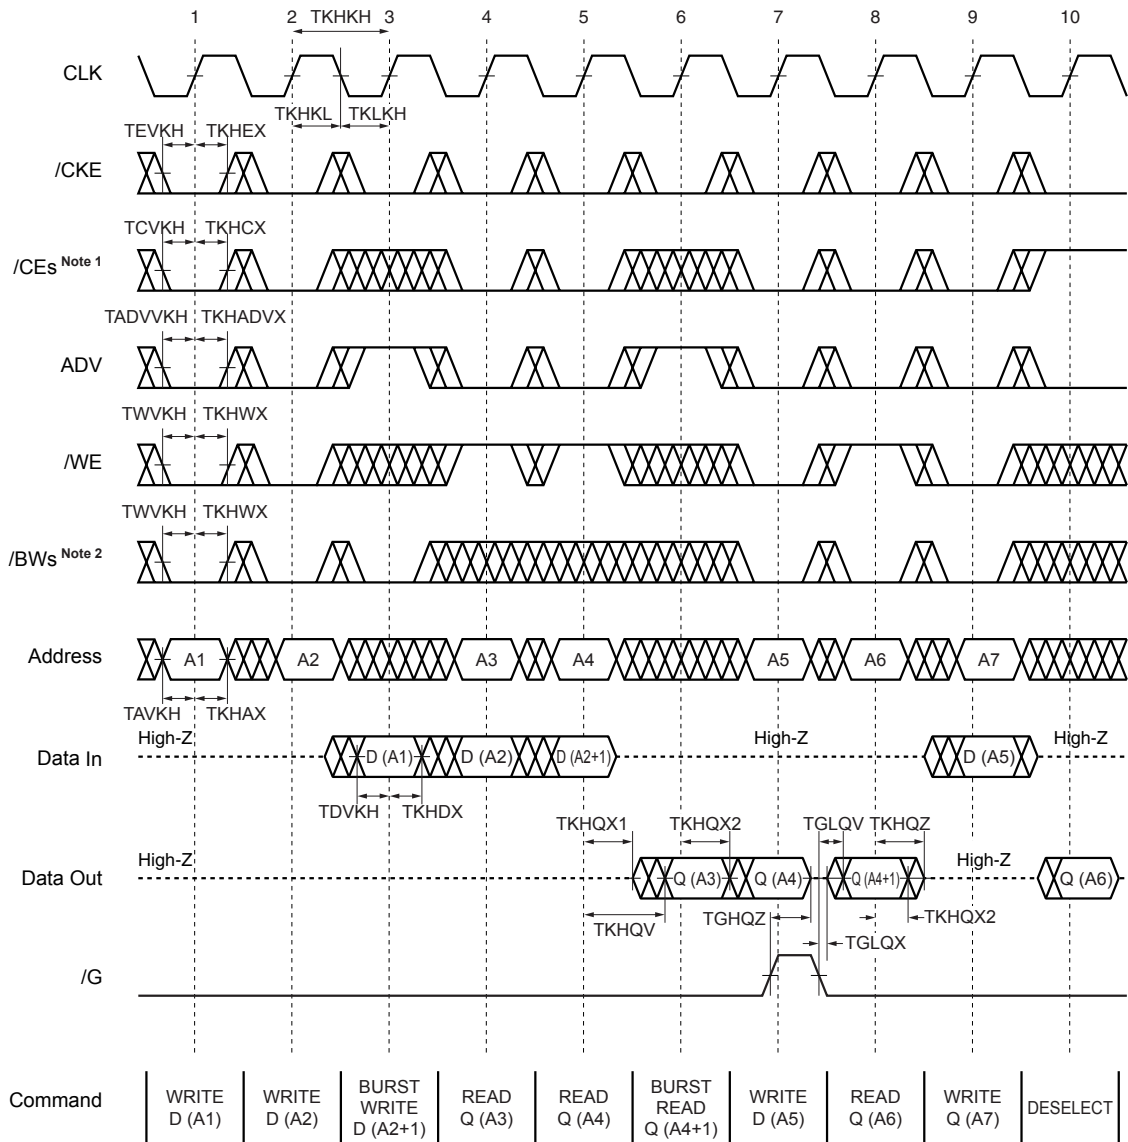 1 2 TKHKH 3 4 5 6 7 8 9 10
CLK
TKHKL TKLKH
TEVKH TKHEX
/CKE
TCVKH TKHCX
/CEs Note 1
TADVVKH TKHADVX
ADV
TWVKH TKHWX
/WE
TWVKH TKHWX
/BWs Note 2
Address A1 A2 A3 A4 A5 A6 A7
TAVKH TKHAX
High-Z High-Z High-Z
Data In D (A1) D (A2) D (A2+1) D (A5)
TDVKH TKHDX
TKHQX1 TKHQX2 TGLQV TKHQZ
High-Z High-Z
Data Out Q (A3) Q (A4) Q (A4+1) Q (A6)
TKHQV TGHQZ TKHQX2
TGLQX
/G
Command
WRITE
D (A1)
WRITE
D (A2)
BURST
WRITE
D (A2+1)
READ
Q (A3)
READ
Q (A4)
BURST
READ
Q (A4+1)
WRITE
D (A5)
READ
Q (A6)
WRITE
Q (A7)
DESELECT